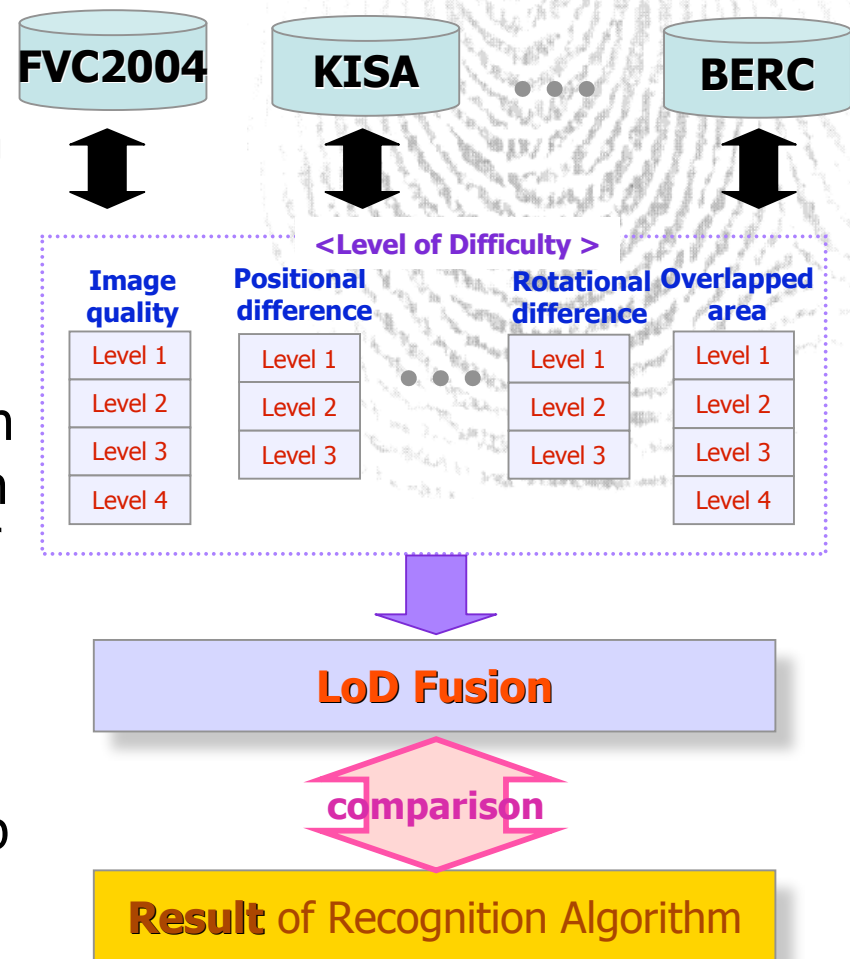 FVC2004 KISA ••• BERC
<Level of Difficulty >
Image quality
Positional difference
Rotational difference
Overlapped area
Level 1
Level 2
Level 3
Level 4
Level 1
Level 2
Level 3
•••
Level 1
Level 2
Level 3
Level 1
Level 2
Level 3
Level 4
LoD Fusion
comparison
Result of Recognition Algorithm